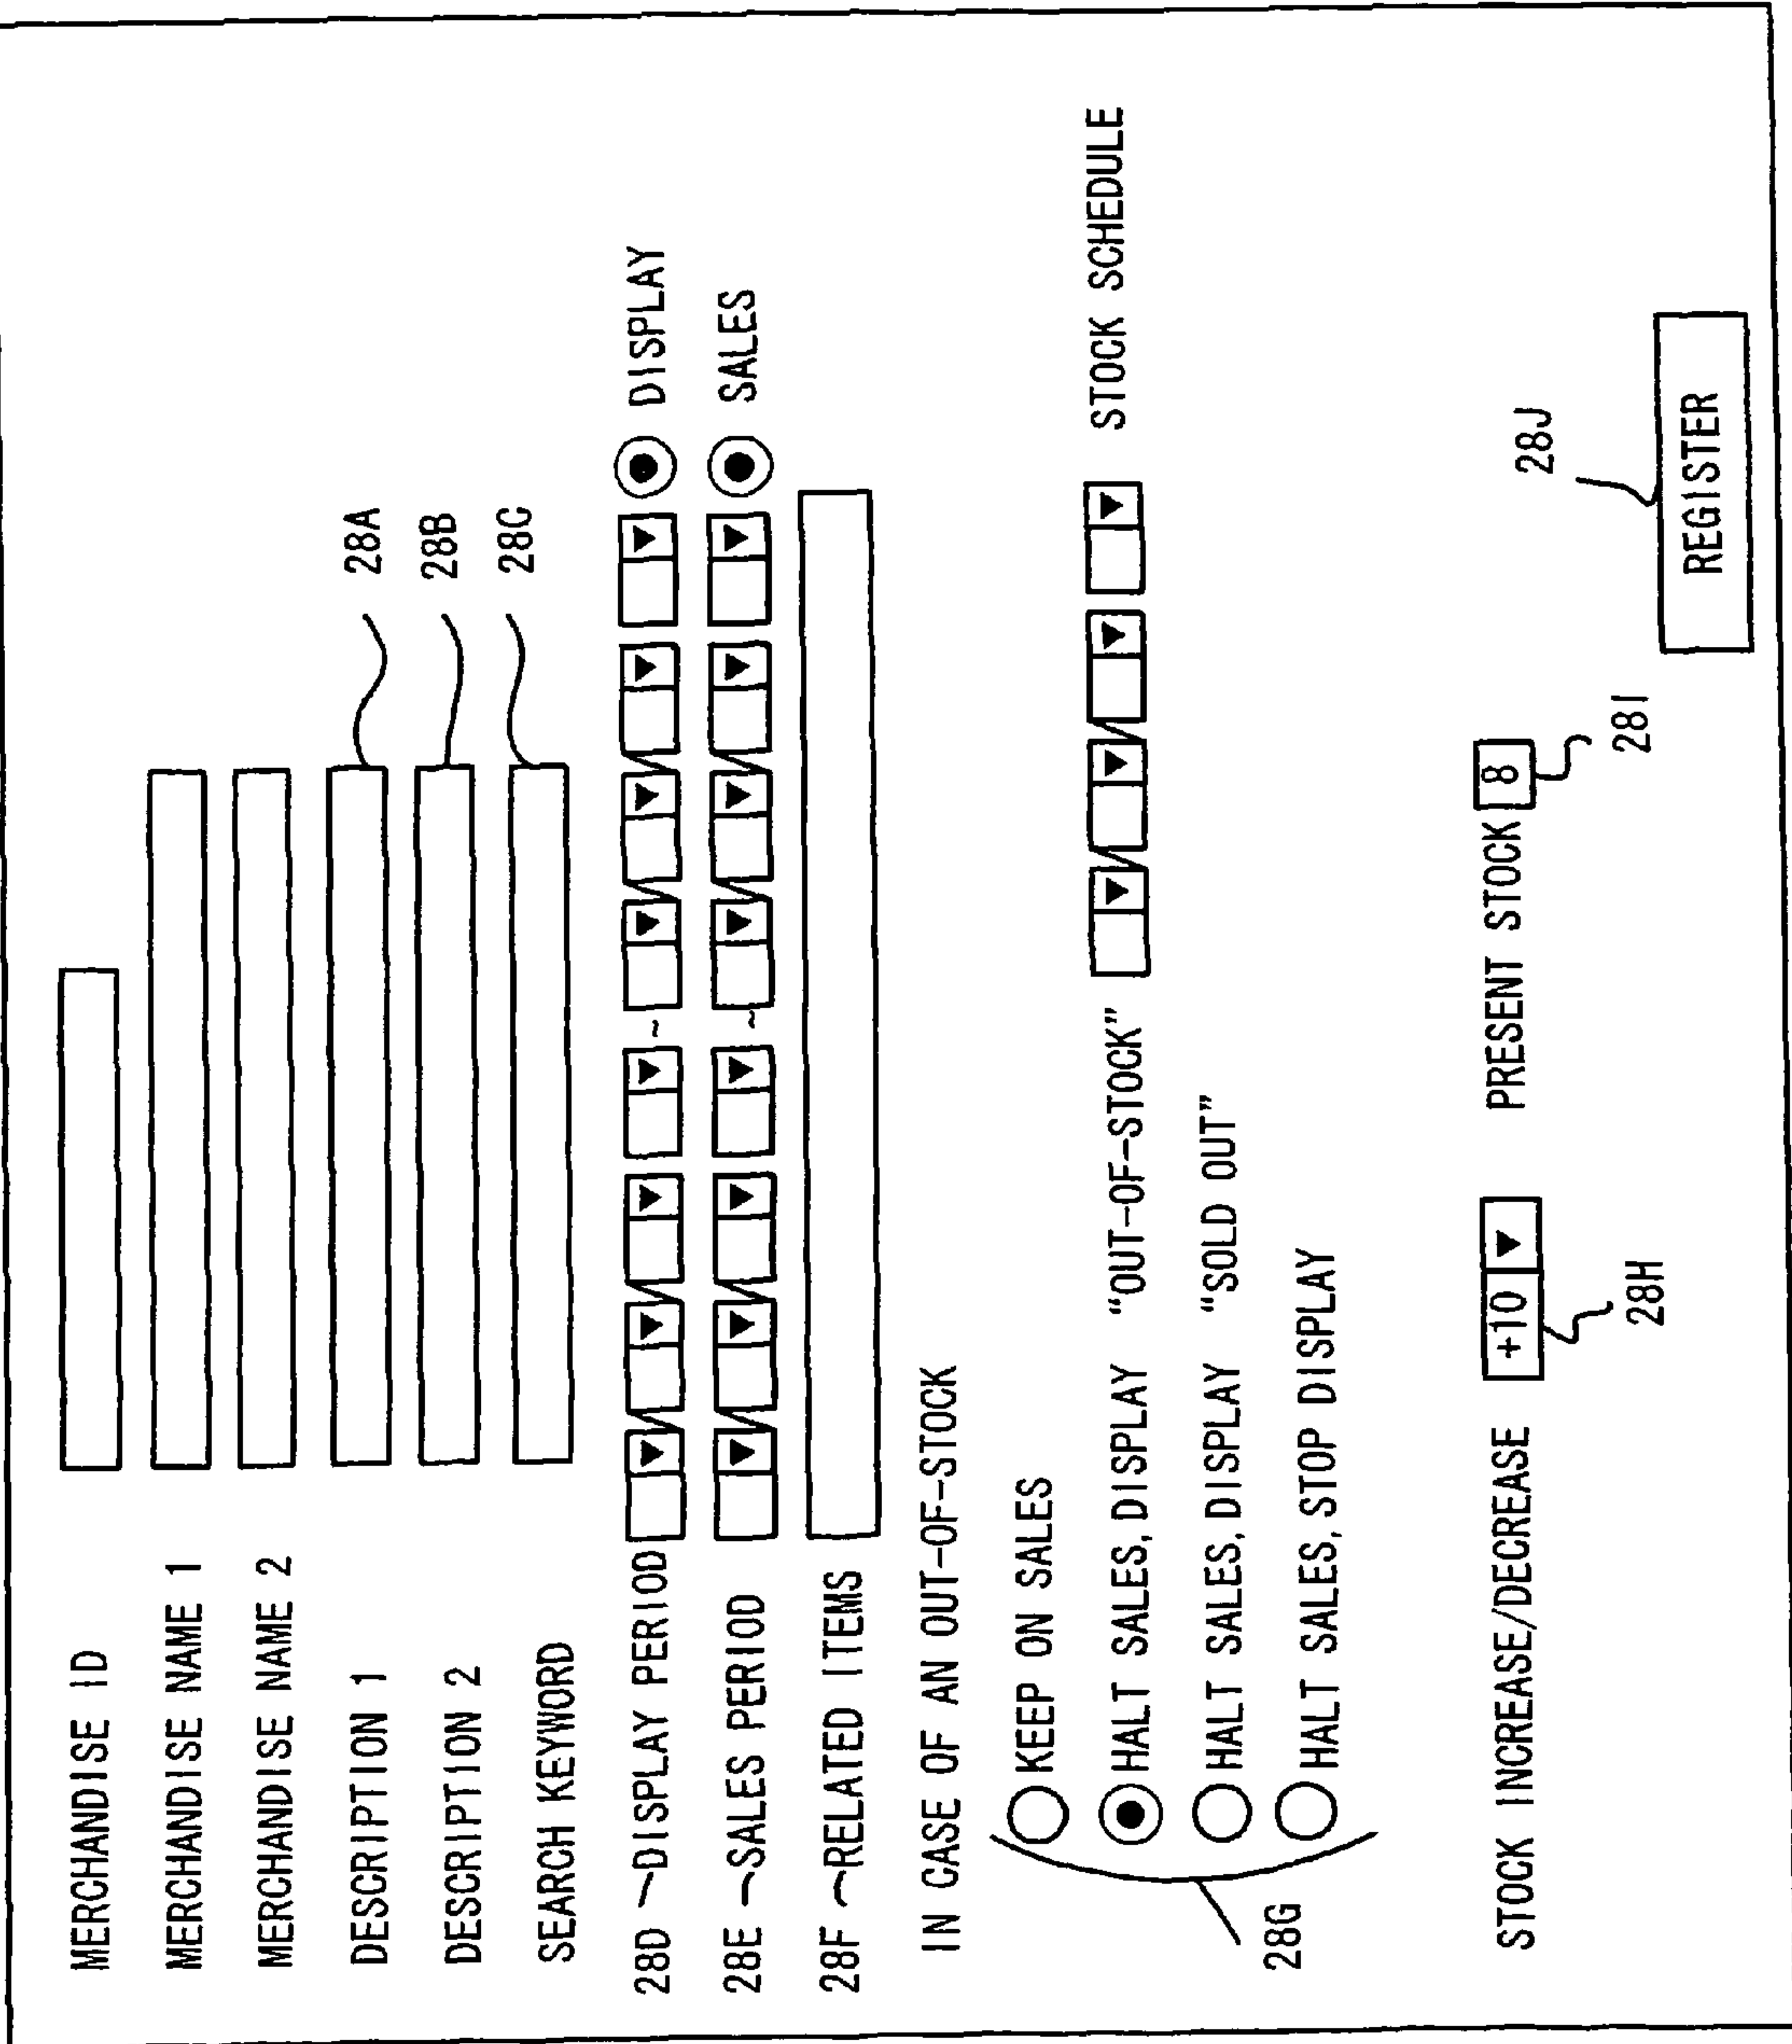 MERCHANDISE ID
MERCHANDISE NAME 1
MERCHANDISE NAME 2
DESCRIPTION 1 28A
DESCRIPTION 2 28B
SEARCH KEYWORD 28C
28D DISPLAY PERIOD ~ DISPLAY
28E SALES PERIOD ~ SALES
28F RELATED ITEMS
IN CASE OF AN OUT-OF-STOCK
KEEP ON SALES
HALT SALES, DISPLAY "OUT-OF-STOCK" STOCK SCHEDULE
HALT SALES, DISPLAY "SOLD OUT"
HALT SALES, STOP DISPLAY
28G
STOCK INCREASE/DECREASE +10 PRESENT STOCK 8
28H 28I 28J
REGISTER